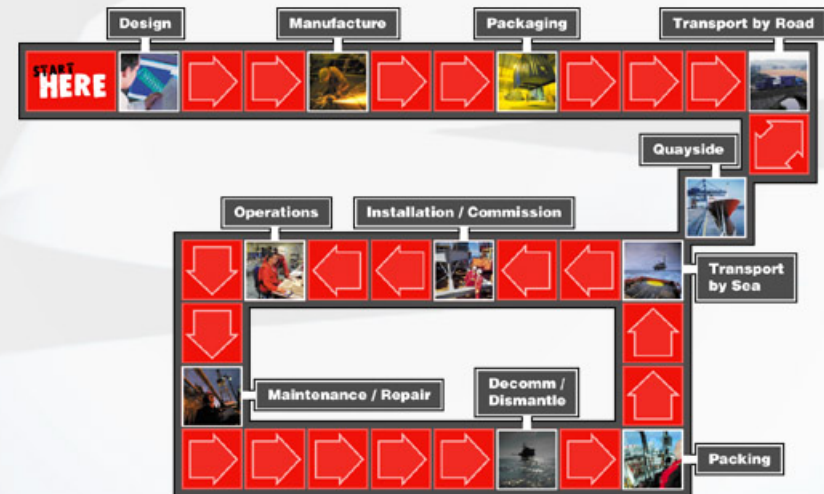 Design
Manufacture
Packaging
Transport by Road
START
HERE
Quayside
Operations
Installation / Commission
Transport
by Sea
Maintenance / Repair
Decomm /
Dismantle
Packing